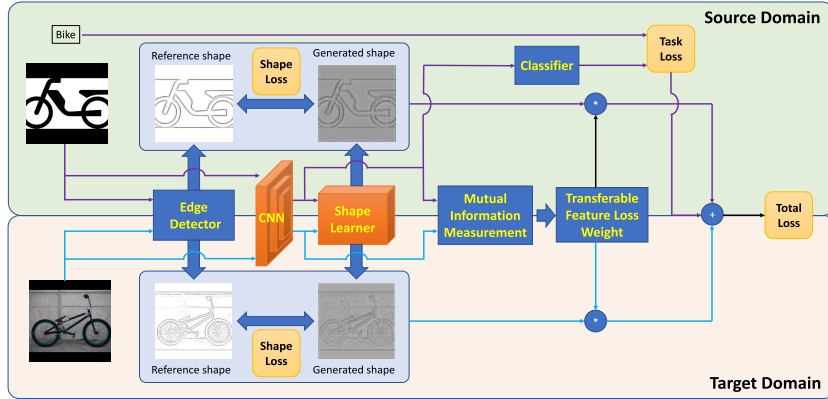 Source Domain
Bike
Reference shape
Shape
Loss
Generated shape
Classifier
Task
Loss
*
Edge
Detector
CNN
Shape
Learner
Mutual
Information
Measurement
Transferable
Feature Loss
Weight
+
Total
Loss
*
Shape
Loss
Reference shape
Generated shape
Target Domain